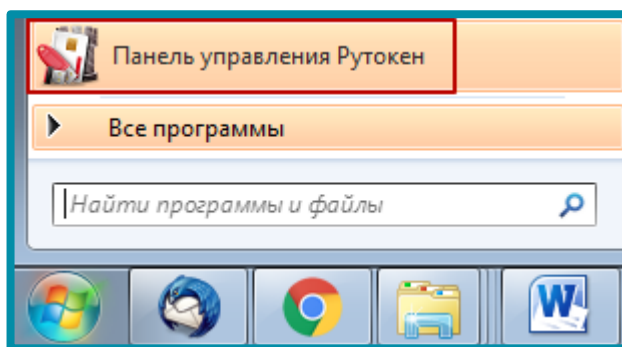 Панель управления Рутокен
Все программы
Найти программы и файлы
W